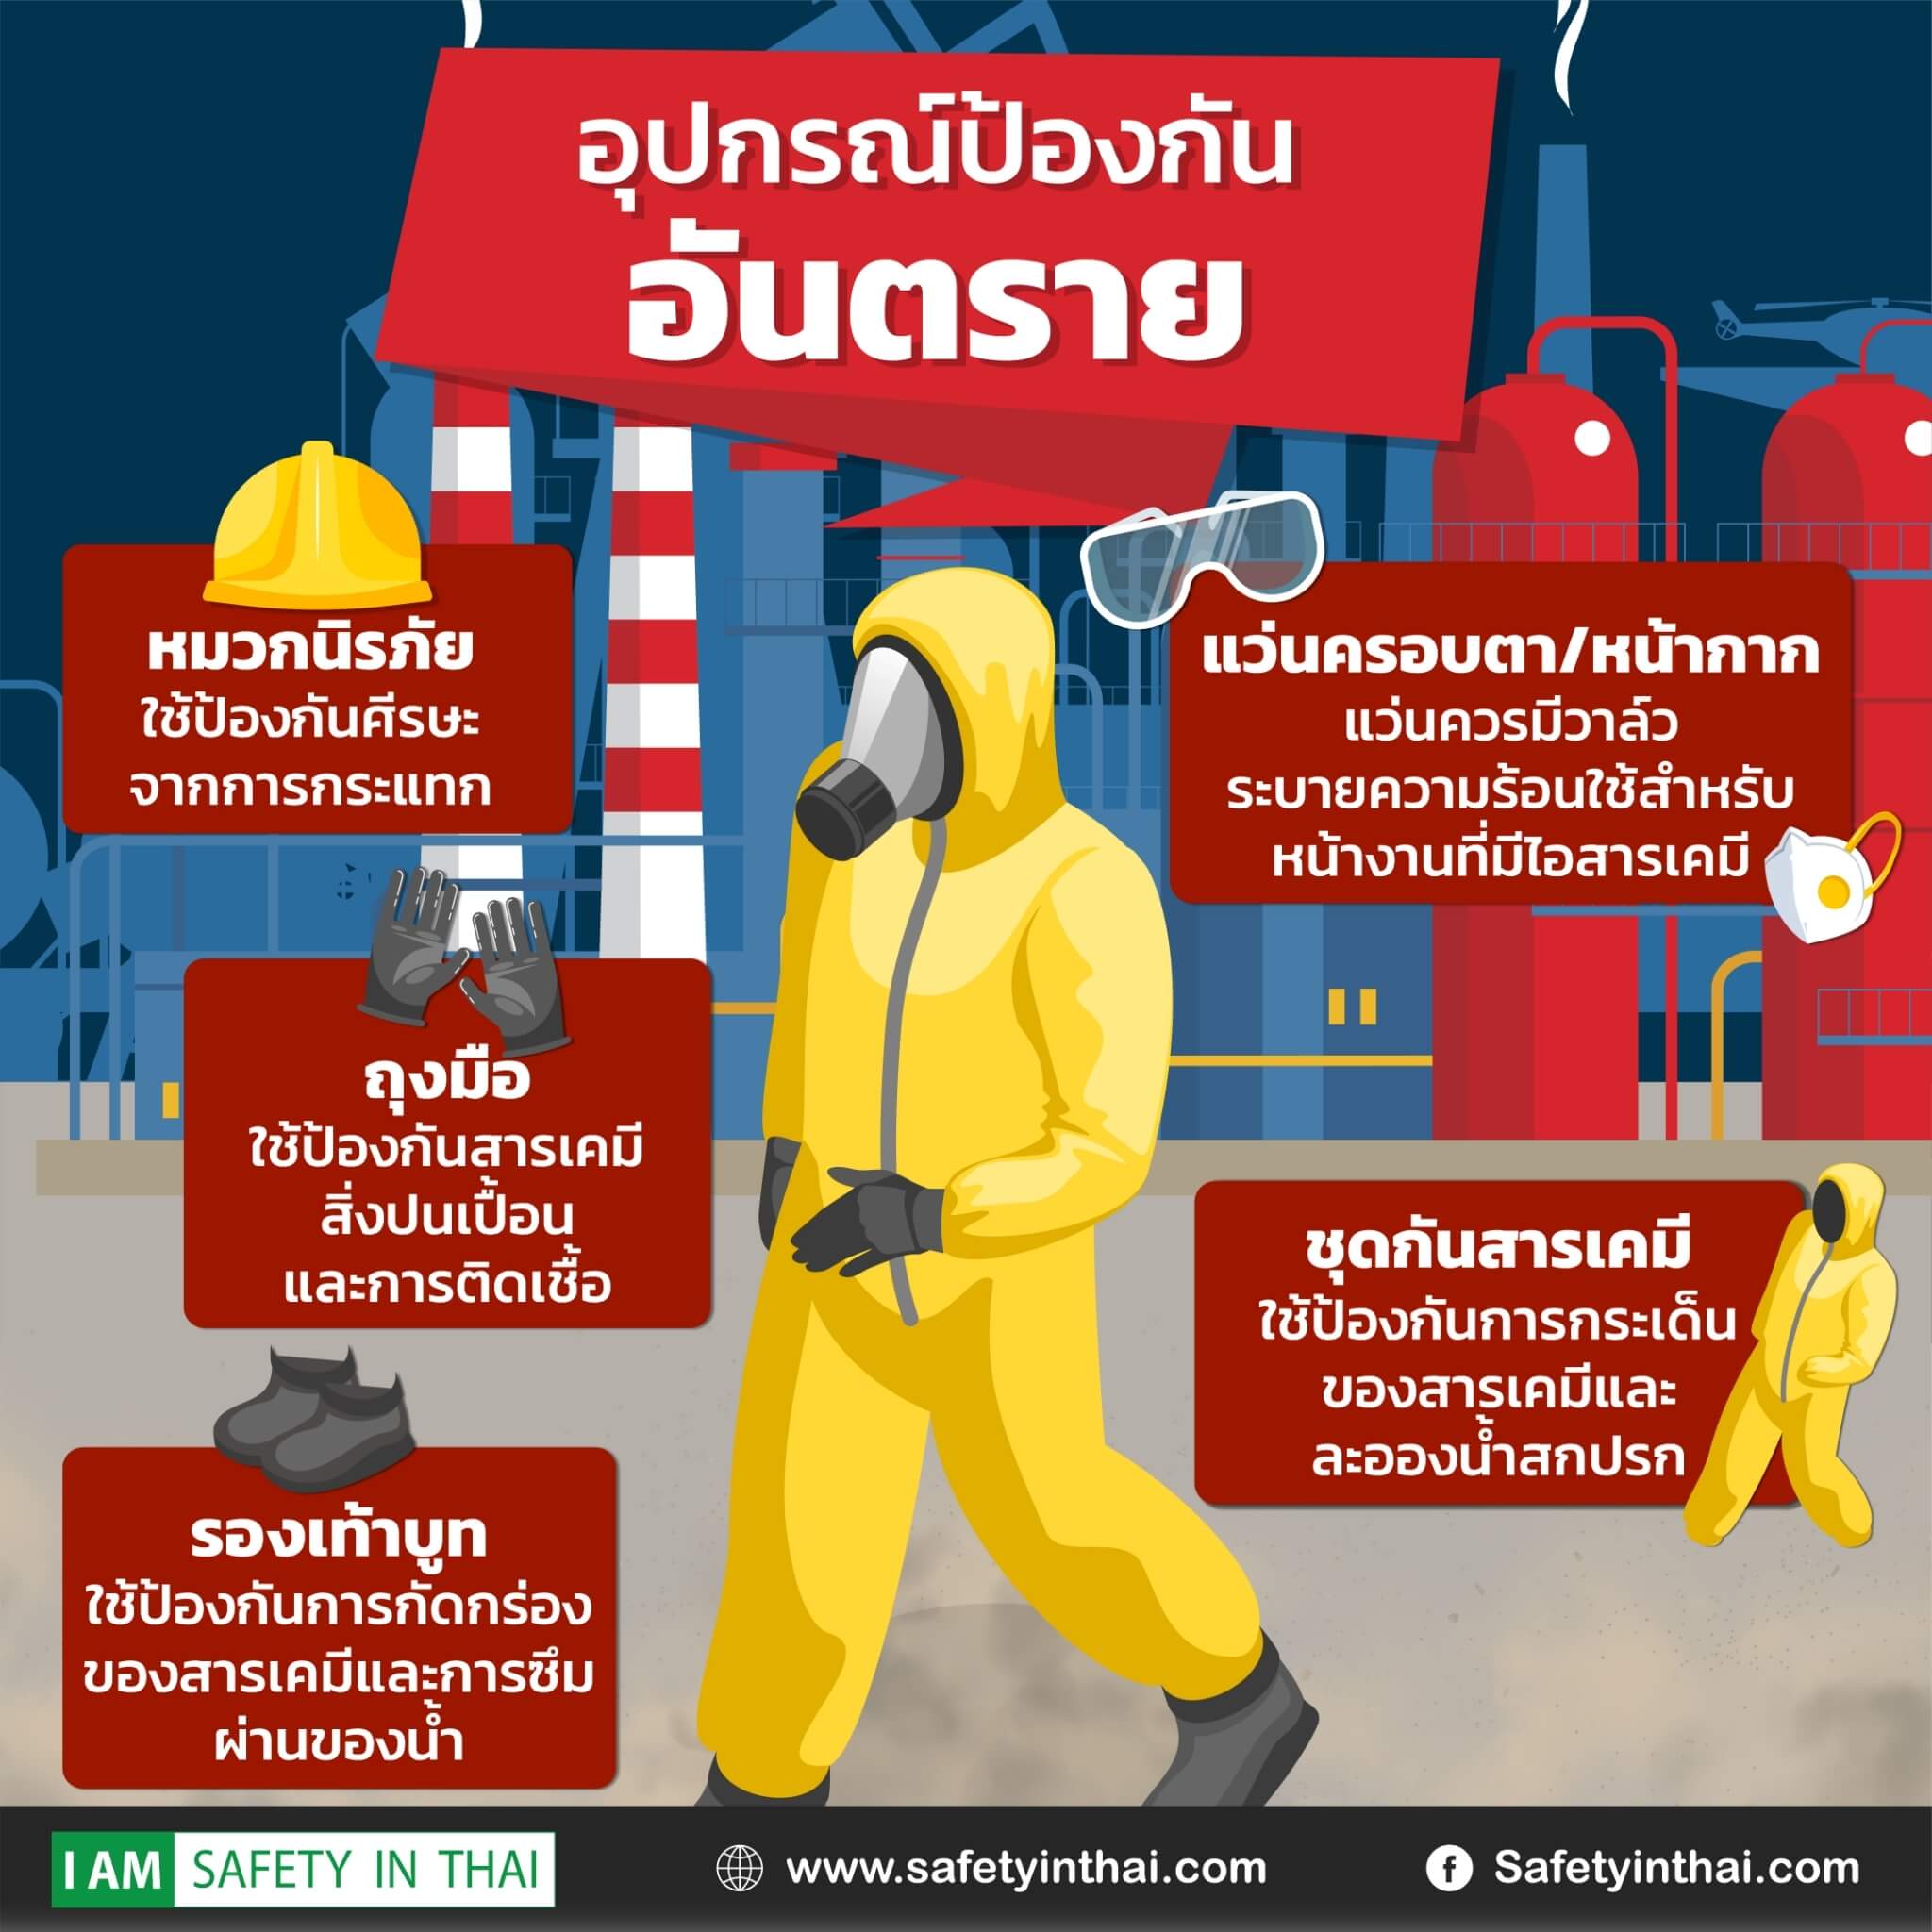 อุปกรณ์ป้องกัน
อันตราย
หมวกนิรภัย
ใช้ป้องกันศีรษะ
จากการกระแทก
แว่นครอบตา/หน้ากาก
แว่นควรมีวาล์ว
ระบายความร้อนใช้สำหรับ
หน้างานที่มีไอสารเคมี
ถุงมือ
ใช้ป้องกันสารเคมี
สิ่งปนเปื้อน
และการติดเชื้อ
ชุดกันสารเคมี
ใช้ป้องกันการกระเด็น
ของสารเคมีและ
ละอองน้ำสกปรก
รองเท้าบูท
ใช้ป้องกันการกัดกร่อง
ของสารเคมีและการซึม
ผ่านของน้ำ
I AM SAFETY IN THAI
www.safetyinthai.com
Safetyinthai.com